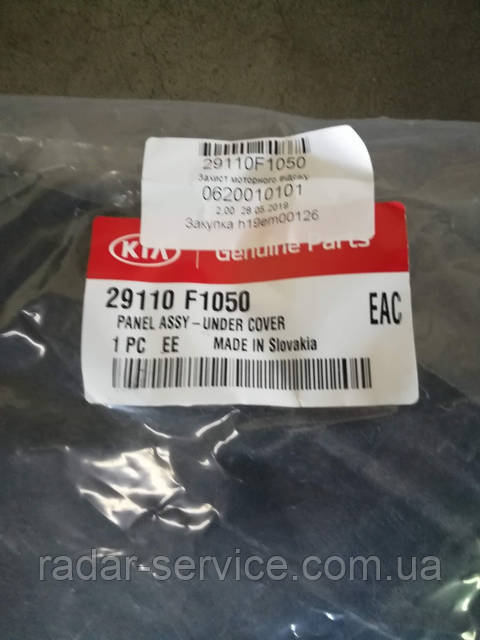 29110F1050
Захист моторного відсіку
0620010101
2,00 28.05.2019
Закупка h19em00126
KIA Genuine Parts
29110 F1050 EAC
PANEL ASSY-UNDER COVER
1 PC EE MADE IN Slovakia
radar-service.com.ua